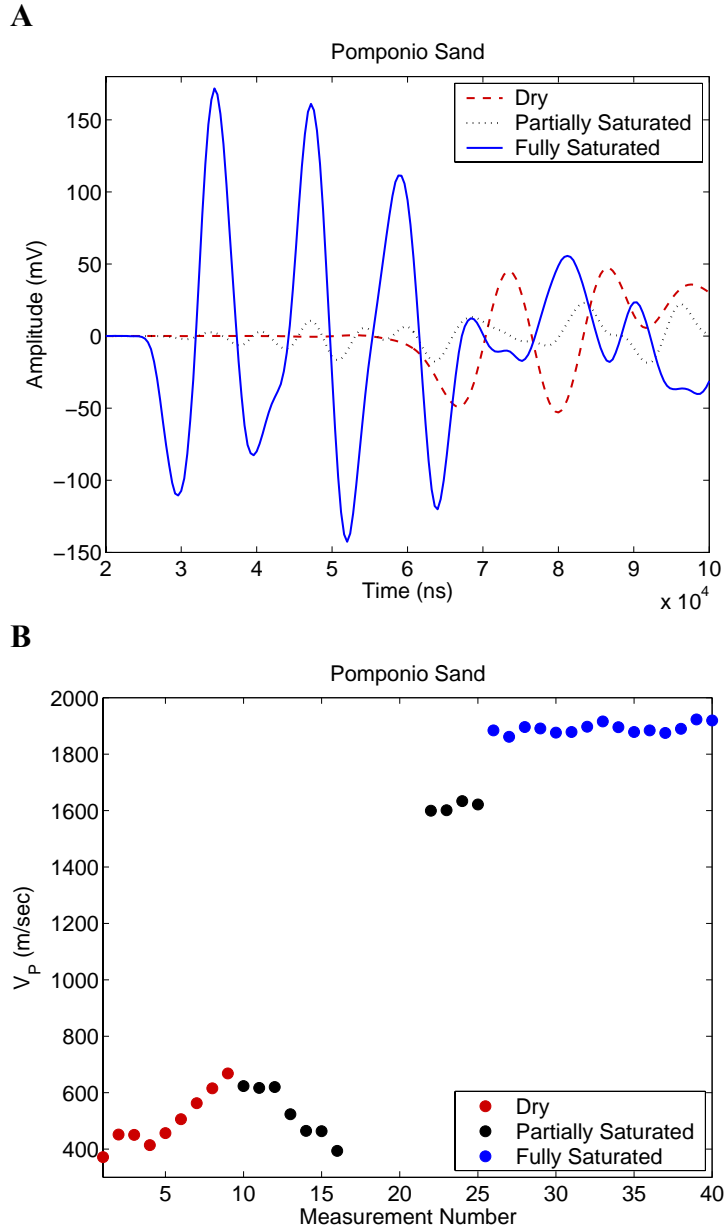 A
Pomponio Sand
Dry
Partially Saturated
Fully Saturated
150
100
50
0
−50
−100
−150
Amplitude (mV)
2 3 4 5 6 7 8 9 10
Time (ns)
x 10^4
B
Pomponio Sand
2000
1800
1600
1400
1200
1000
800
600
400
V_P (m/sec)
Dry
Partially Saturated
Fully Saturated
5 10 15 20 25 30 35 40
Measurement Number